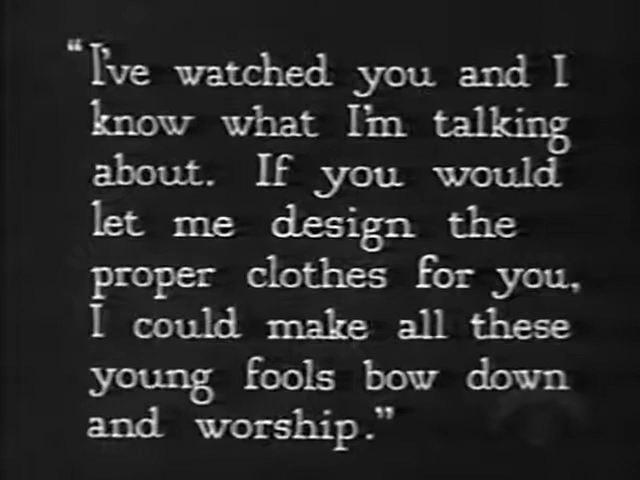 "I've watched you and I
know what I'm talking
about. If you would
let me design the
proper clothes for you,
I could make all these
young fools bow down
and worship."